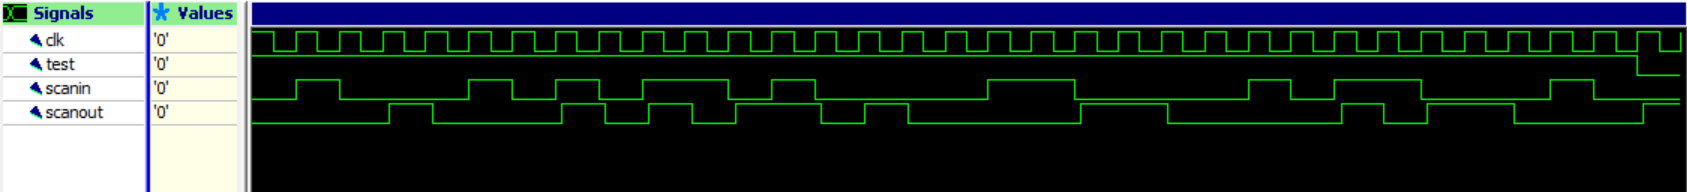 Signals Values
clk '0'
test '0'
scanin '0'
scanout '0'